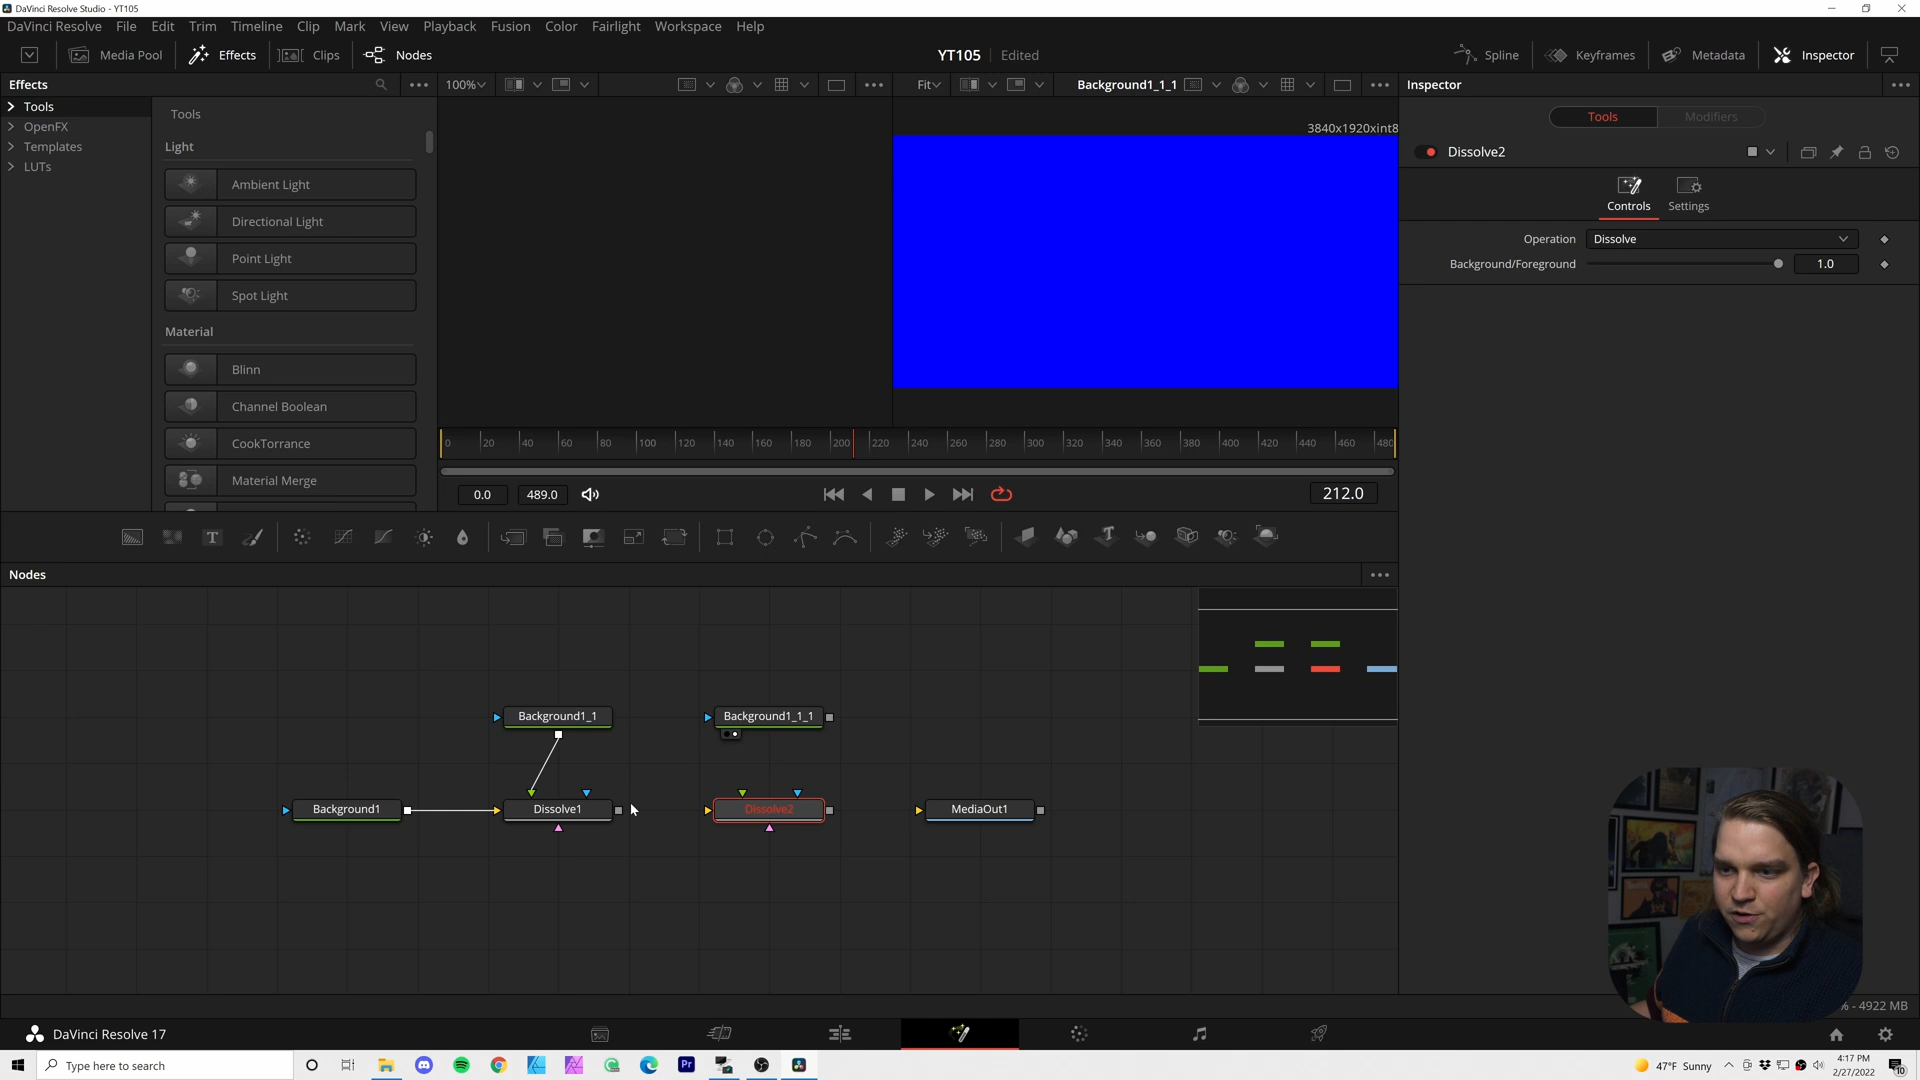 DaVinci Resolve Studio - YT105
DaVinci Resolve File Edit Trim Timeline Clip Mark View Playback Fusion Color Fairlight Workspace Help
Media Pool Effects Clips Nodes YT105 Edited Spline Keyframes Metadata Inspector
Effects 100% Fit Background1_1_1 Inspector
Tools
OpenFX
Templates
LUTs
Tools
Light
Ambient Light
Directional Light
Point Light
Spot Light
Material
Blinn
Channel Boolean
CookTorrance
Material Merge
3840x1920xint8
Tools Modifiers
Dissolve2
Controls Settings
Operation Dissolve
Background/Foreground 1.0
0 20 40 60 80 100 120 140 160 180 200 220 240 260 280 300 320 340 360 380 400 420 440 460 480
0.0 489.0 212.0
T
Nodes
Background1_1 Background1_1_1
Background1 Dissolve1 Dissolve2 MediaOut1
% - 4922 MB
DaVinci Resolve 17
Type here to search
Pr
47°F Sunny
4:17 PM
2/27/2022
10